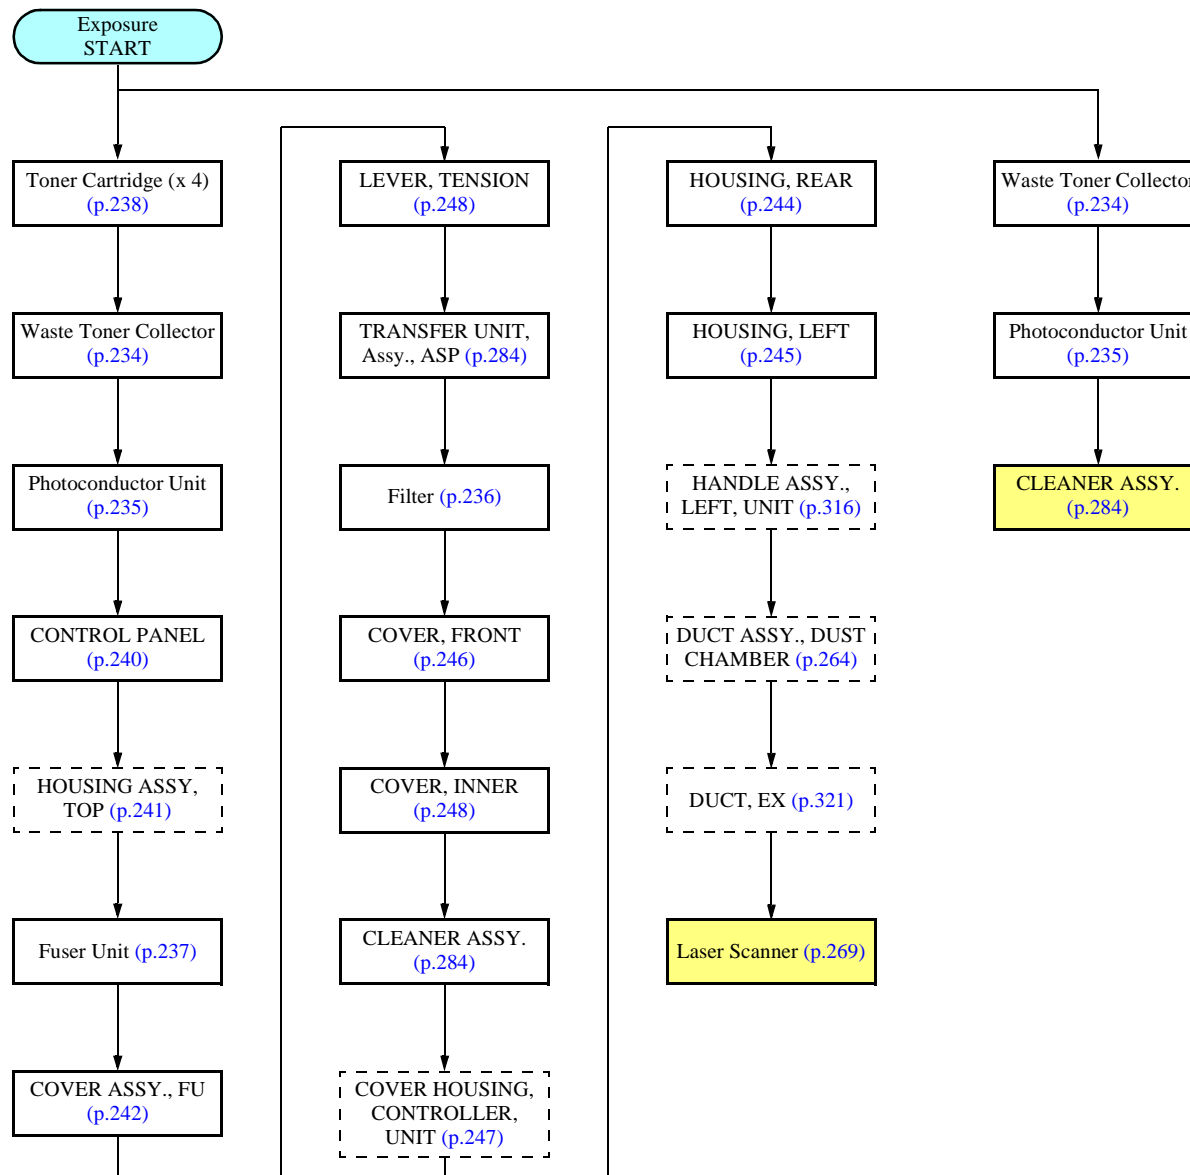 Exposure
START
Toner Cartridge (x 4)
(p.238)
Waste Toner Collector
(p.234)
Photoconductor Unit
(p.235)
CONTROL PANEL
(p.240)
HOUSING ASSY,
TOP (p.241)
Fuser Unit (p.237)
COVER ASSY., FU
(p.242)
LEVER, TENSION
(p.248)
TRANSFER UNIT,
Assy., ASP (p.284)
Filter (p.236)
COVER, FRONT
(p.246)
COVER, INNER
(p.248)
CLEANER ASSY.
(p.284)
COVER HOUSING,
CONTROLLER,
UNIT (p.247)
HOUSING, REAR
(p.244)
HOUSING, LEFT
(p.245)
HANDLE ASSY.,
LEFT, UNIT (p.316)
DUCT ASSY., DUST
CHAMBER (p.264)
DUCT, EX (p.321)
Laser Scanner (p.269)
Waste Toner Collector
(p.234)
Photoconductor Unit
(p.235)
CLEANER ASSY.
(p.284)